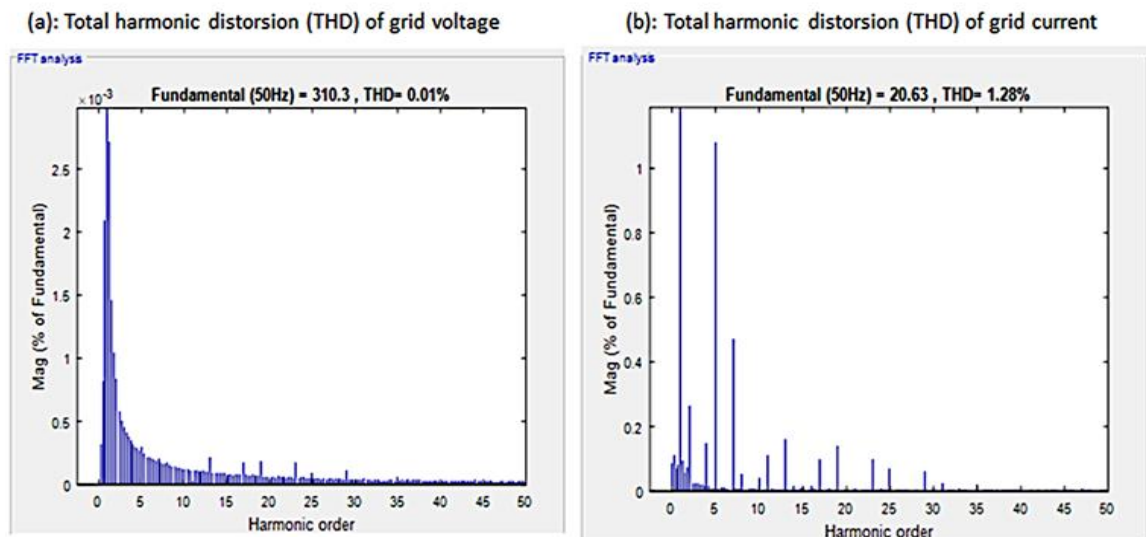 (a): Total harmonic distorsion (THD) of grid voltage
FFT analysis
×10⁻³
Fundamental (50Hz) = 310.3 , THD= 0.01%
2.5
2
1.5
1
0.5
0
Mag (% of Fundamental)
0 5 10 15 20 25 30 35 40 45 50
Harmonic order
(b): Total harmonic distorsion (THD) of grid current
FFT analysis
Fundamental (50Hz) = 20.63 , THD= 1.28%
1
0.8
0.6
0.4
0.2
0
Mag (% of Fundamental)
0 5 10 15 20 25 30 35 40 45 50
Harmonic order